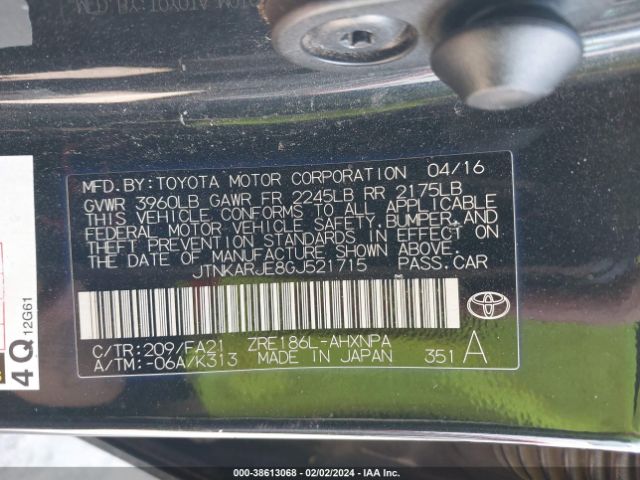 MFD. BY: TOYOTA MOTOR CORPORATION 04/16
GVWR 3960LB GAWR FR 2245LB RR 2175LB
THIS VEHICLE CONFORMS TO ALL APPLICABLE
FEDERAL MOTOR VEHICLE SAFETY, BUMPER, AND
THEFT PREVENTION STANDARDS IN EFFECT ON
THE DATE OF MANUFACTURE SHOWN ABOVE.
JTNKARJE8GJ521715 PASS.CAR
C/TR:209/FA21 ZRE186L-AHXNPA
A/TM:-06A/K313 MADE IN JAPAN 351 A
4Q 12G61
000-38613068 - 02/02/2024 - IAA Inc.